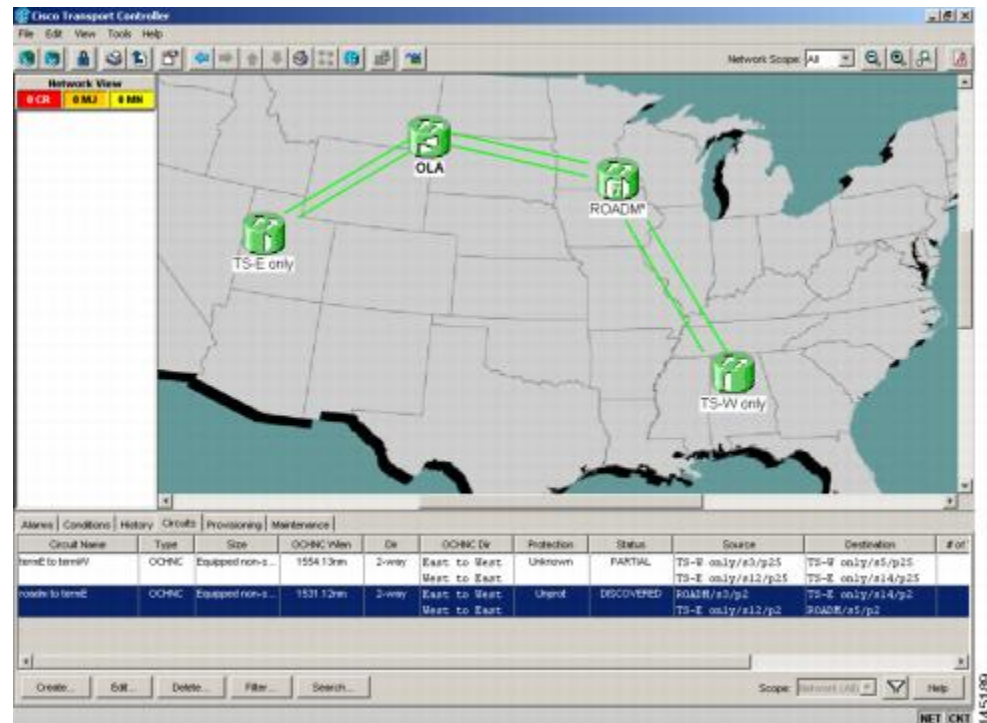 Cisco Transport Controller
File Edit View Tools Help
Network Scope: All
Network View
0 CR 0 MJ 0 MN
OLA
ROADM*
TS-E only
TS-W only
Alarms Conditions History Circuits Provisioning Maintenance
Circuit Name Type Size OCHNC Wlen Dir OCHNC Dir Protection Status Source Destination # of
termE to termW OCHNC Equipped non-s... 1554.13nm 2-way East to West Unknown PARTIAL TS-W only/s3/p25 TS-W only/s5/p25
West to East TS-E only/s12/p25 TS-E only/s14/p25
roadm to termE OCHNC Equipped non-s... 1531.12nm 2-way East to West Unprot DISCOVERED ROADM/s3/p2 TS-E only/s14/p2
West to East TS-E only/s12/p2 ROADM/s5/p2
Create... Edit... Delete... Filter... Search... Scope: Help
NET CKT
145189